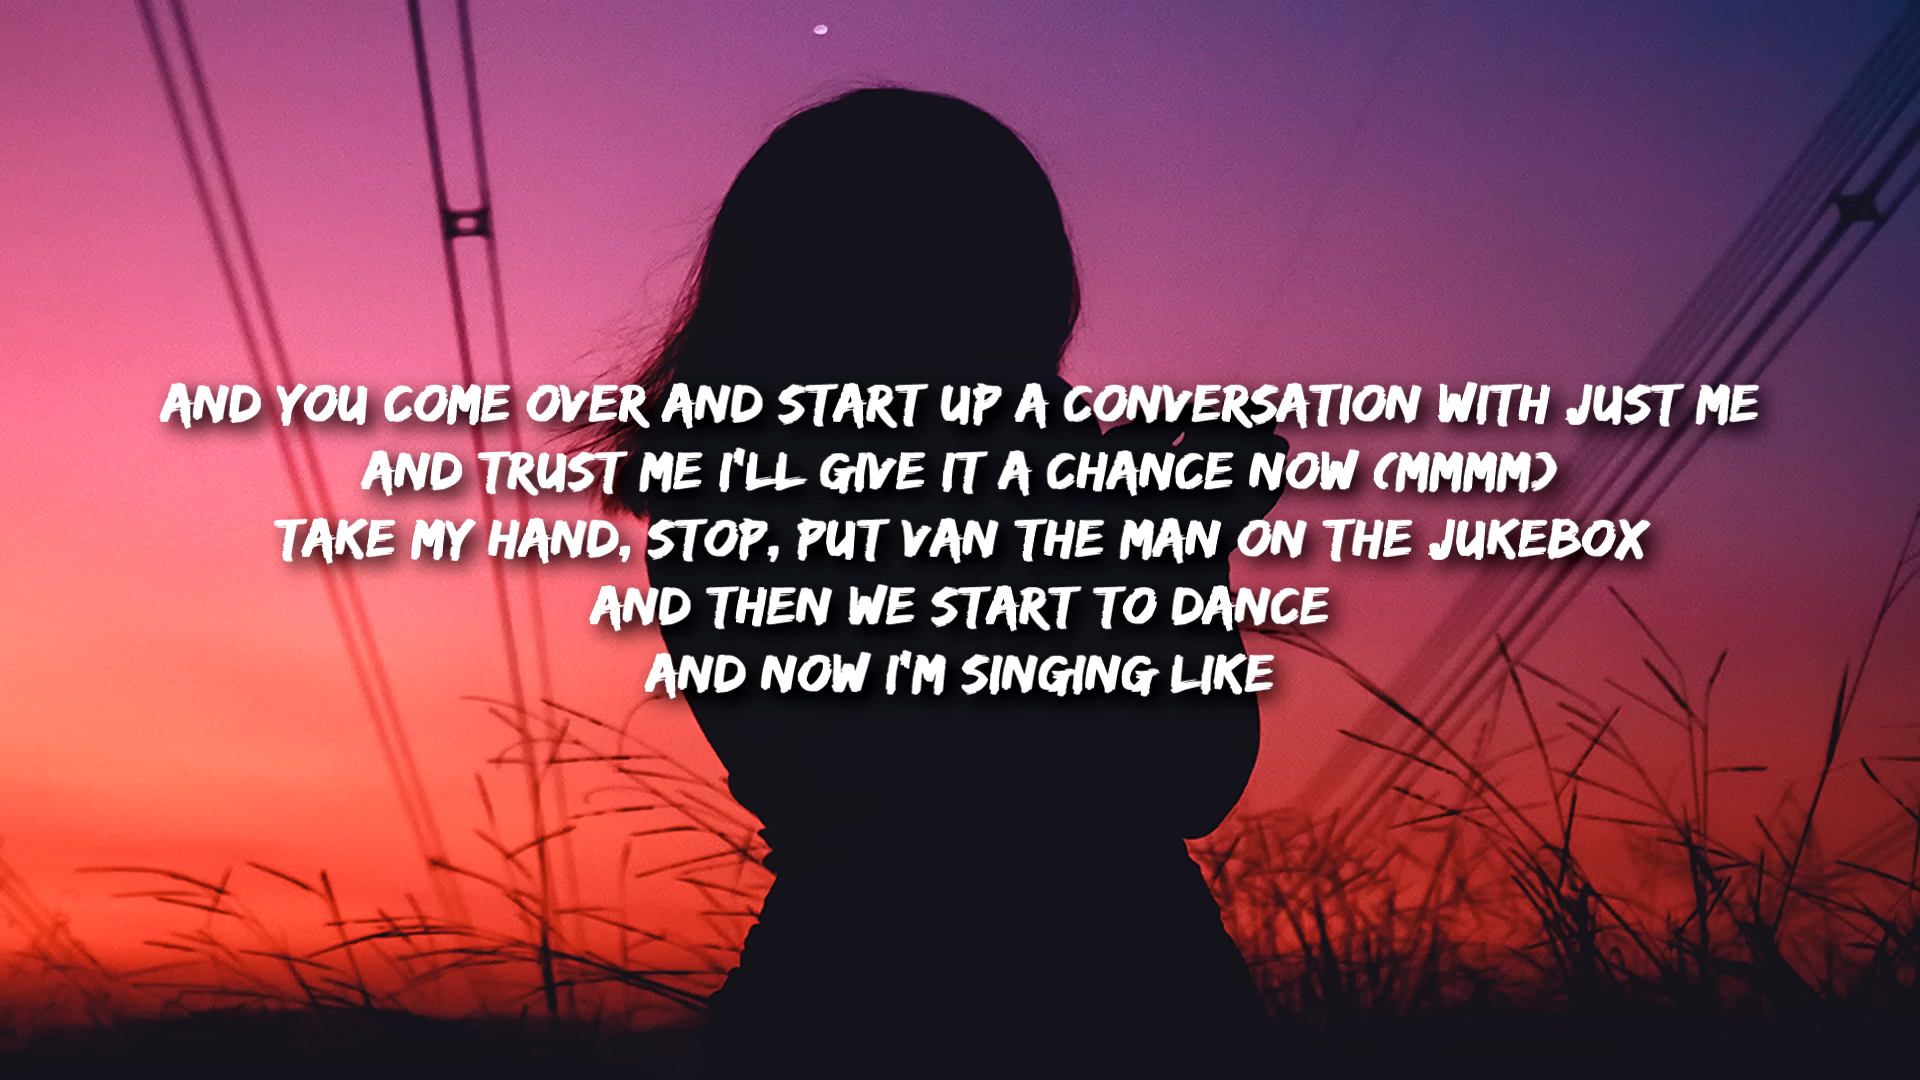 AND YOU COME OVER AND START UP A CONVERSATION WITH JUST ME
AND TRUST ME I'LL GIVE IT A CHANCE NOW (MMMM)
TAKE MY HAND, STOP, PUT VAN THE MAN ON THE JUKEBOX
AND THEN WE START TO DANCE
AND NOW I'M SINGING LIKE